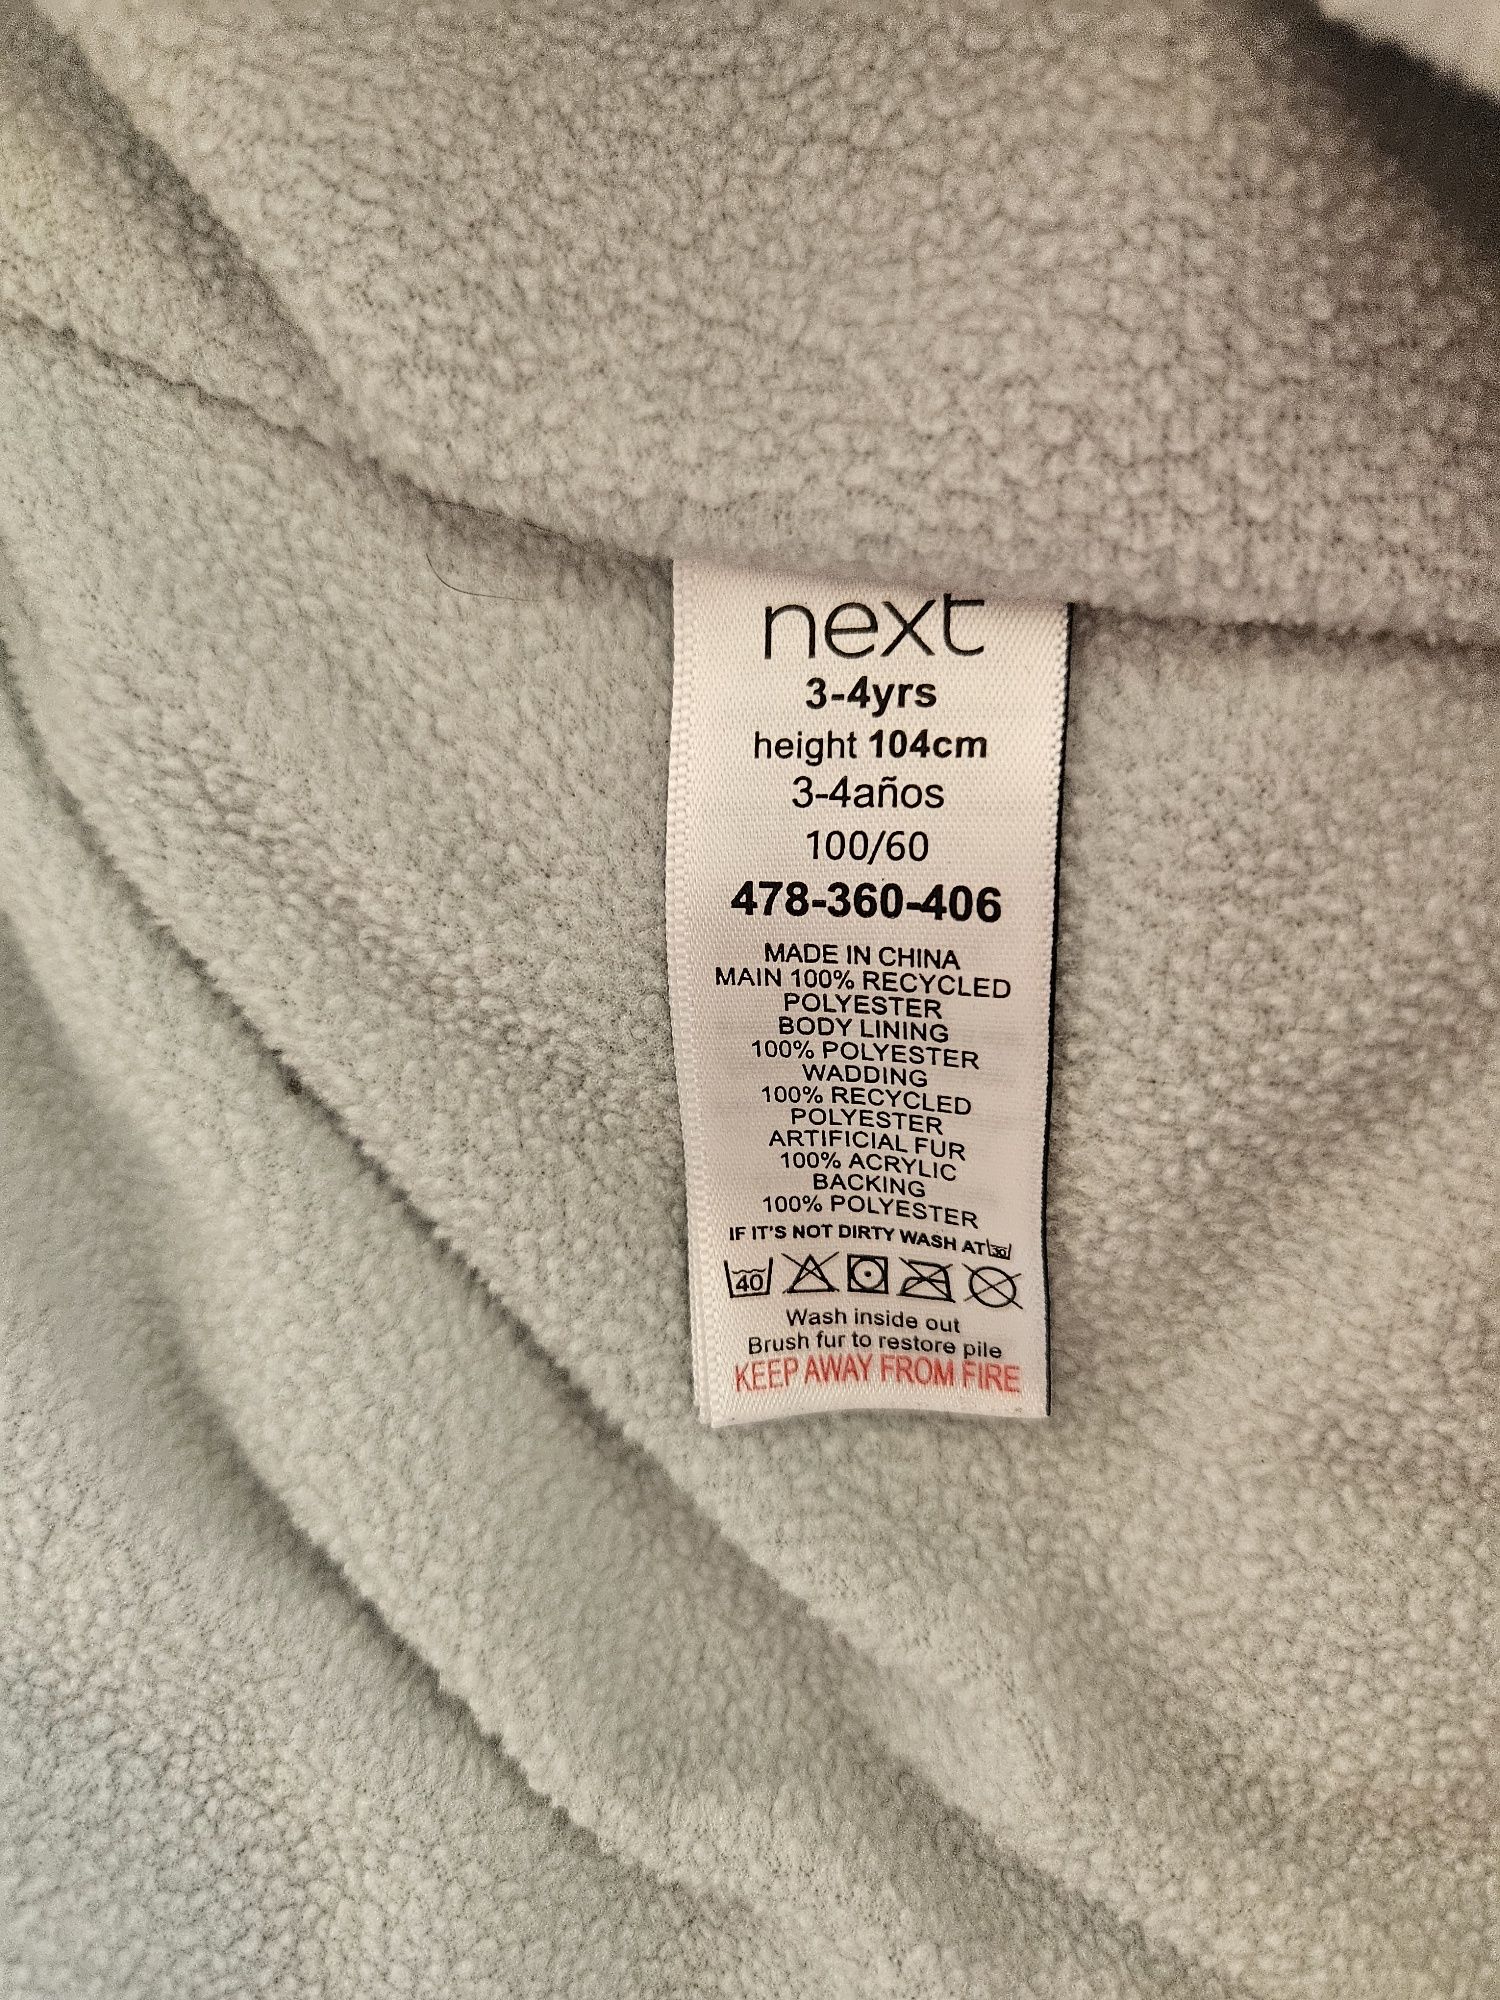 next
3-4yrs
height 104cm
3-4años
100/60
478-360-406
MADE IN CHINA
MAIN 100% RECYCLED
POLYESTER
BODY LINING
100% POLYESTER
WADDING
100% RECYCLED
POLYESTER
ARTIFICIAL FUR
100% ACRYLIC
BACKING
100% POLYESTER
IF IT'S NOT DIRTY WASH AT 30
40
Wash inside out
Brush fur to restore pile
KEEP AWAY FROM FIRE